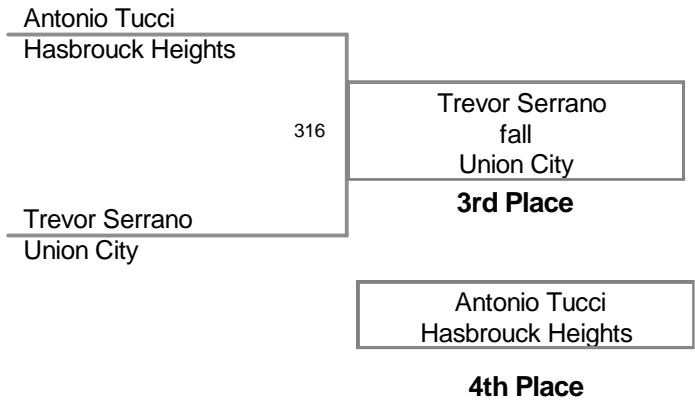 Antonio Tucci
Hasbrouck Heights
316
Trevor Serrano
fall
Union City
3rd Place
Trevor Serrano
Union City
Antonio Tucci
Hasbrouck Heights
4th Place